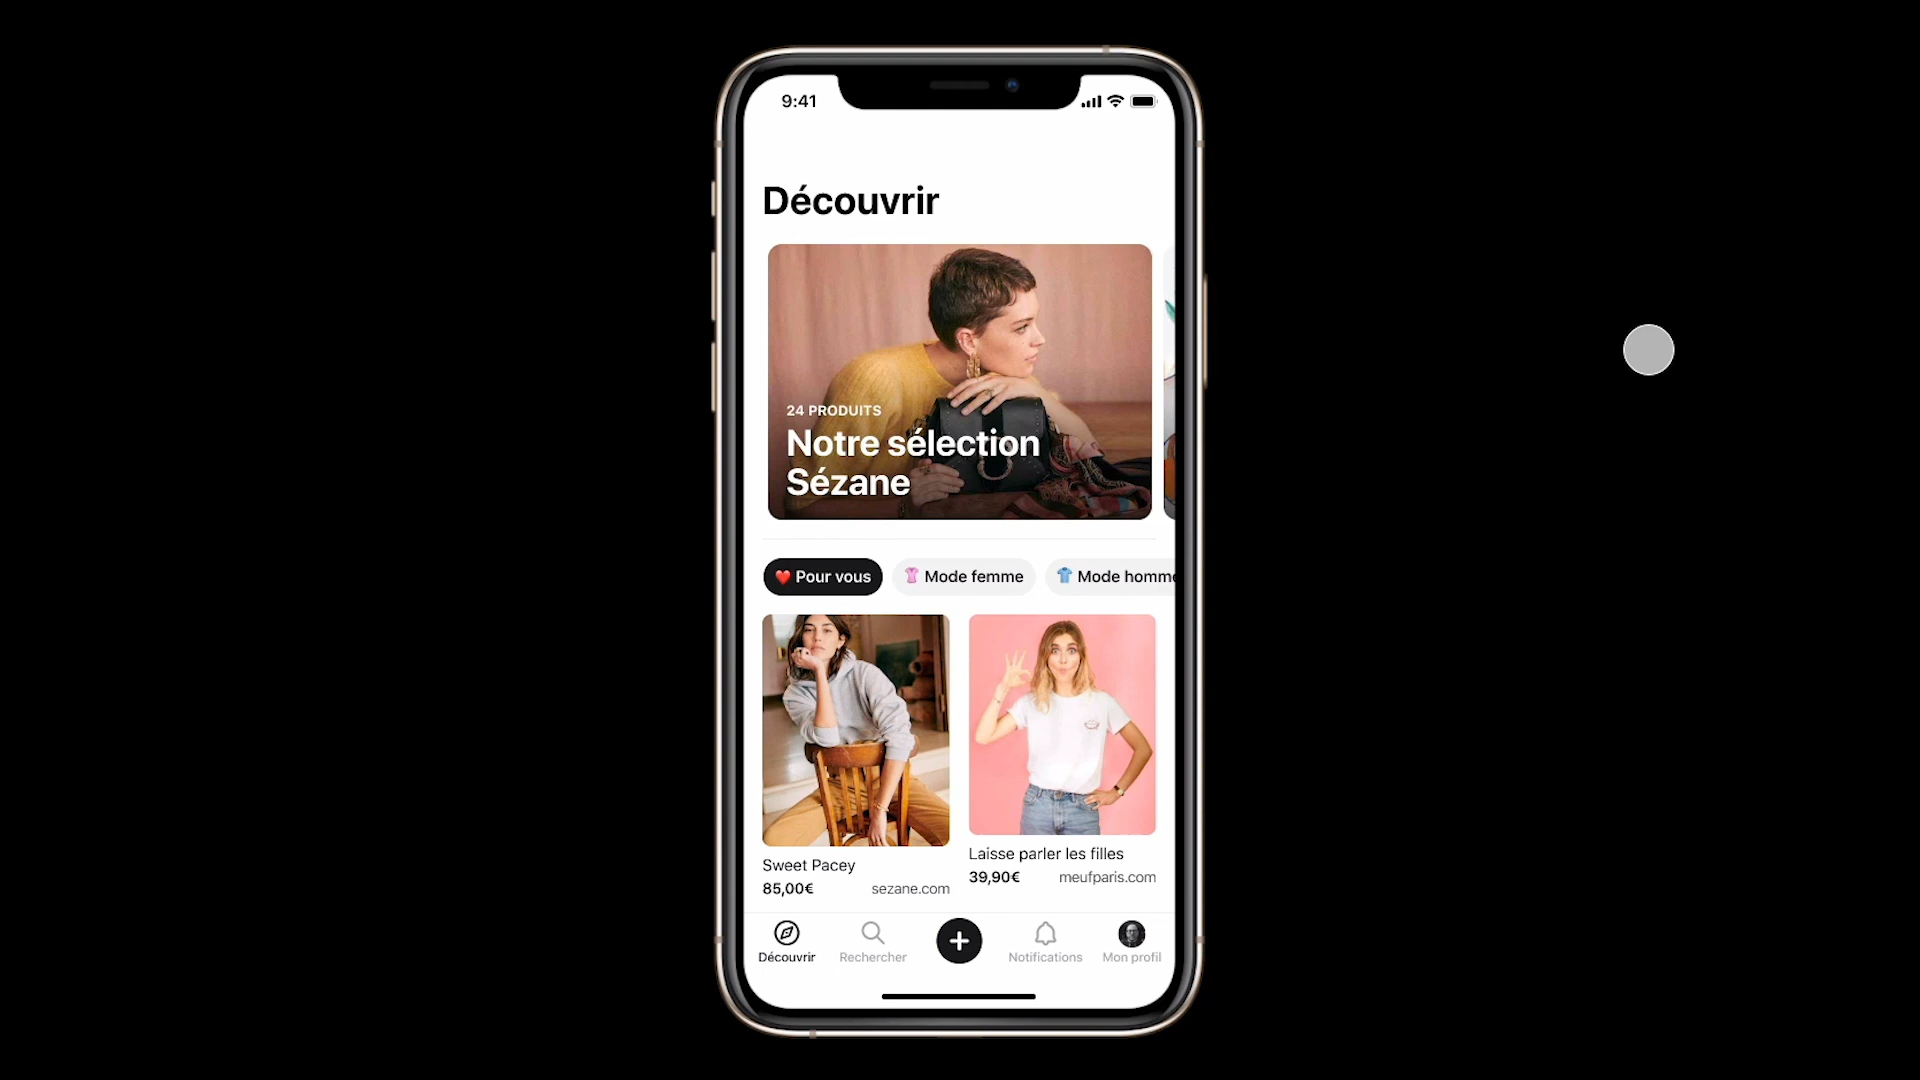 9:41
Découvrir
24 PRODUITS
Notre sélection
Sézane
Pour vous
Mode femme
Mode homme
Sweet Pacey
85,00€
sezane.com
Laisse parler les filles
39,90€
meufparis.com
Découvrir
Rechercher
Notifications
Mon profil